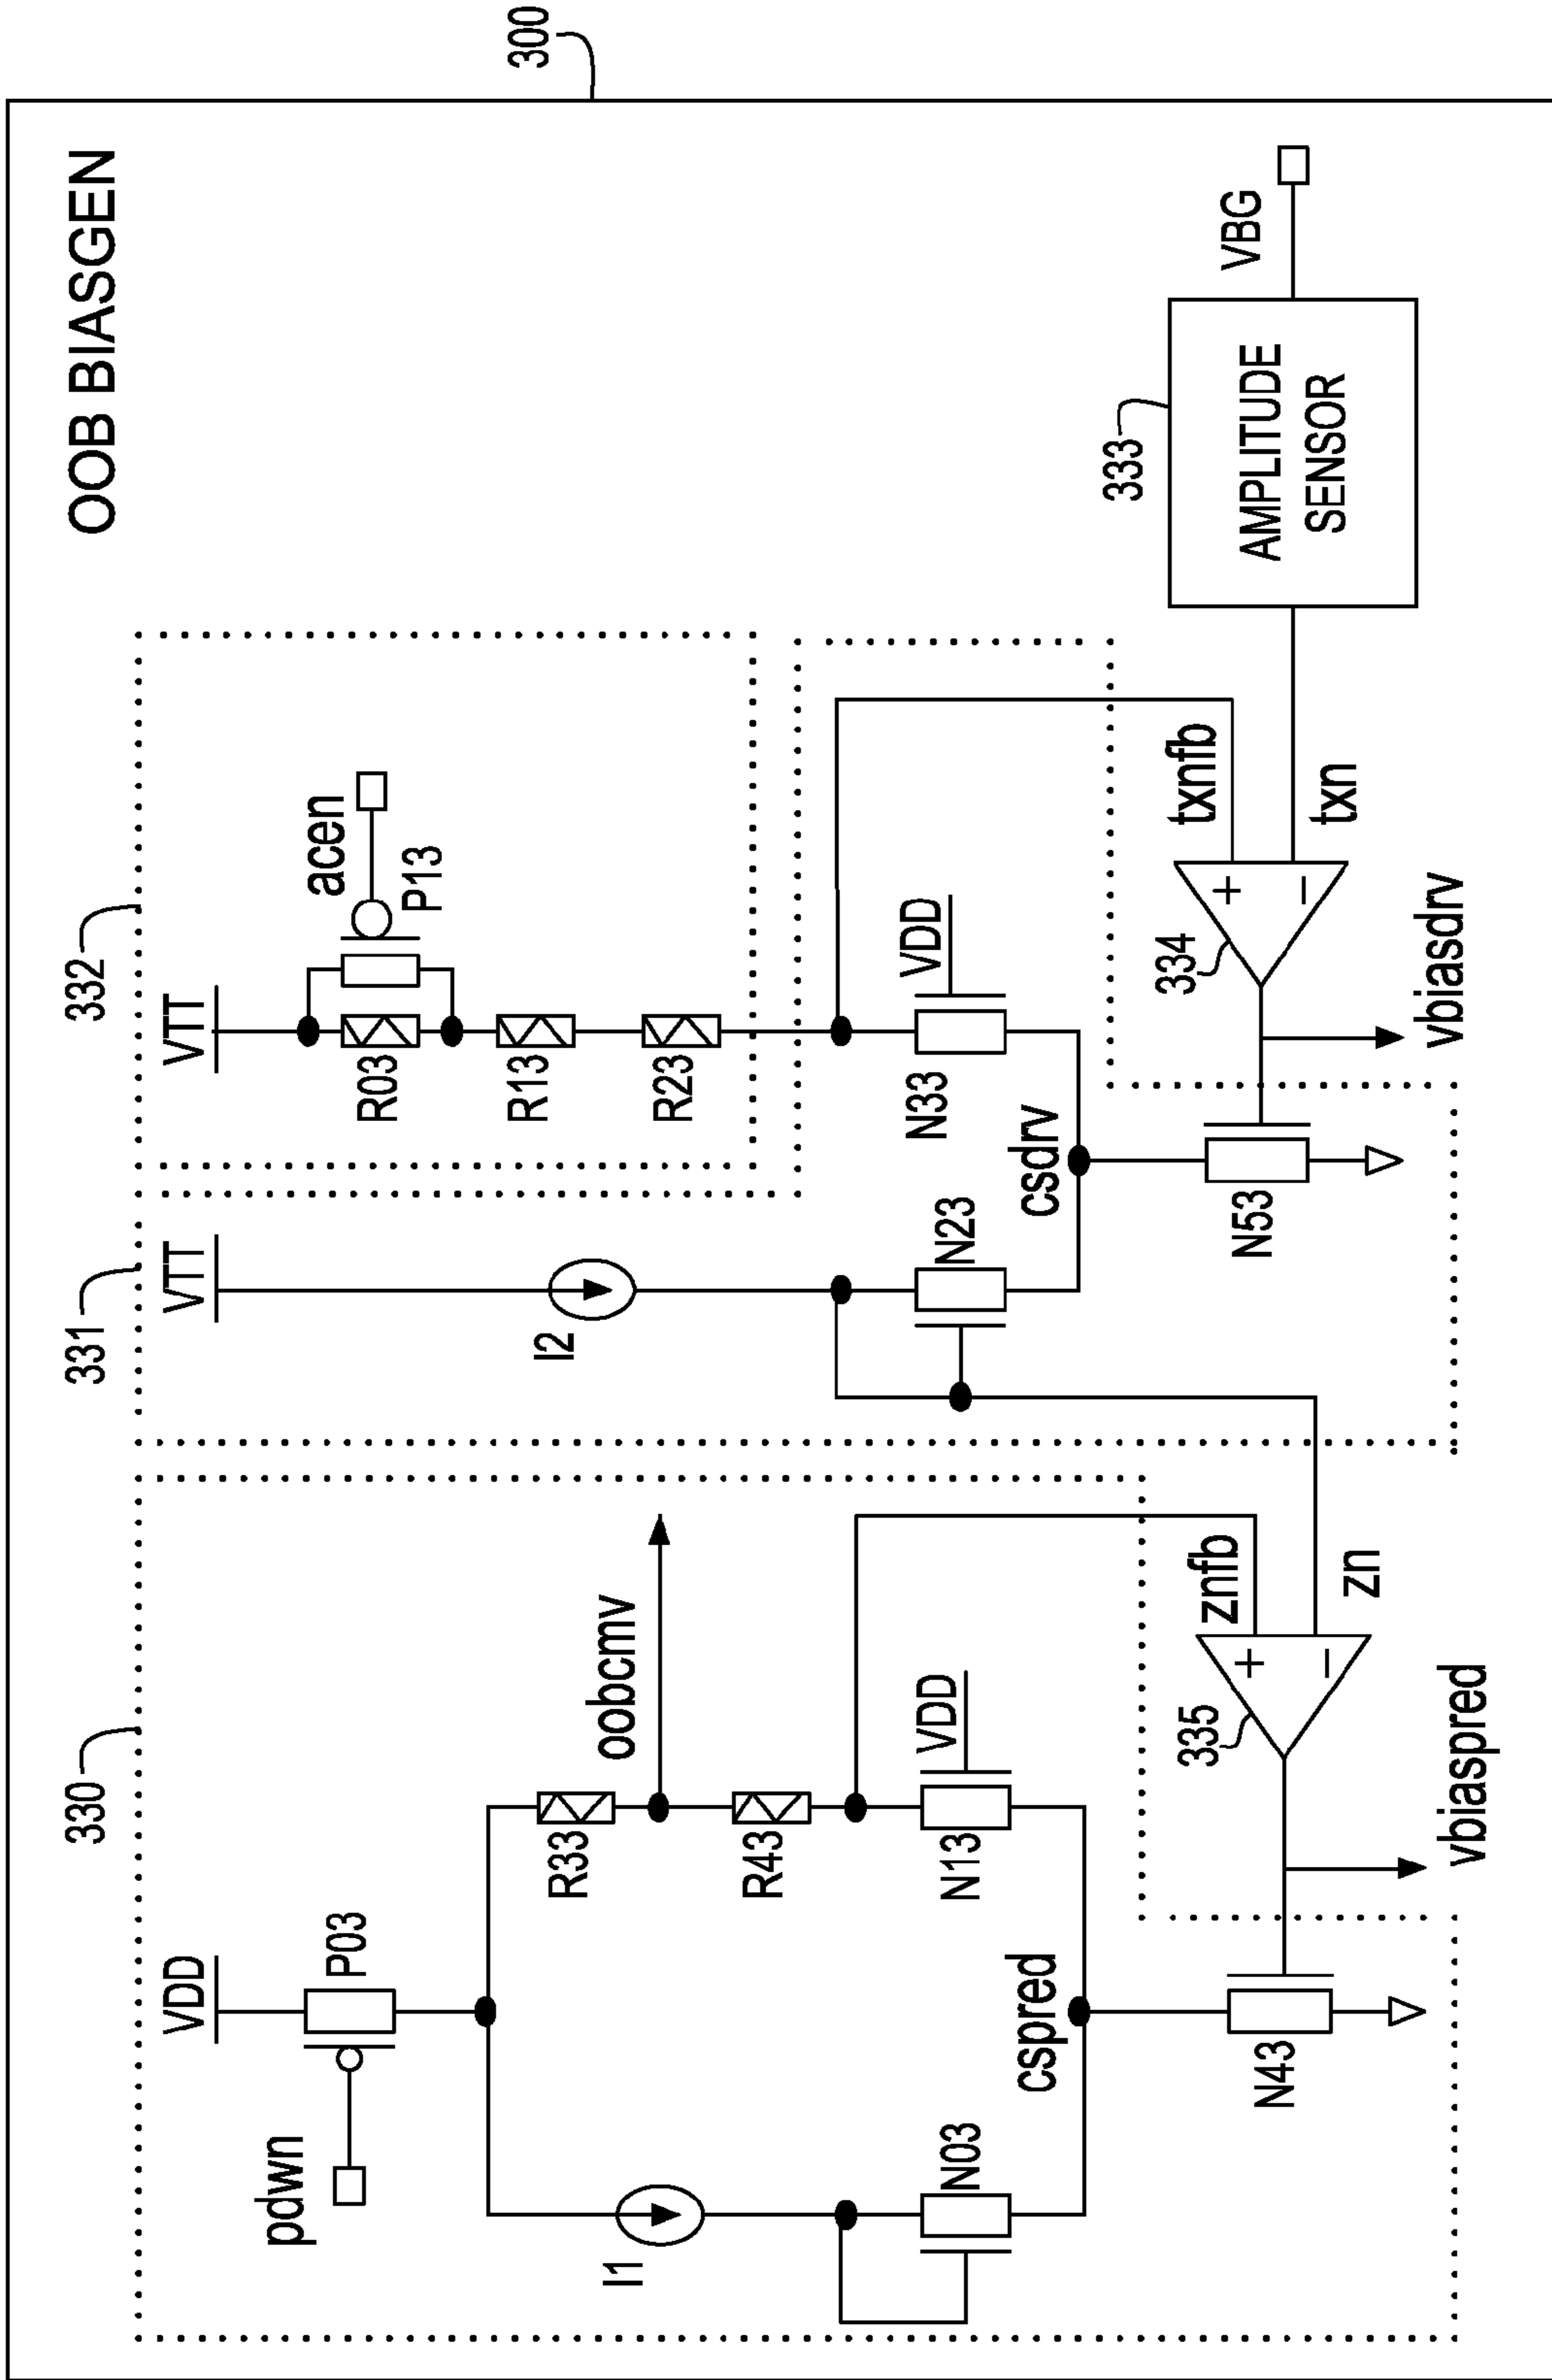 OOB BIASGEN
300
330
331
332
VDD
VTT
VTT
pdwn
P03
acen
P13
R03
R13
R23
I1
I2
R33
oobcmv
R43
N03
N13
VDD
N23
N33
VDD
cspred
csdrv
znfb
zn
txnfb
txn
333
AMPLITUDE
SENSOR
VBG
N43
335
+
−
vbiaspred
N53
334
+
−
vbiasdrv